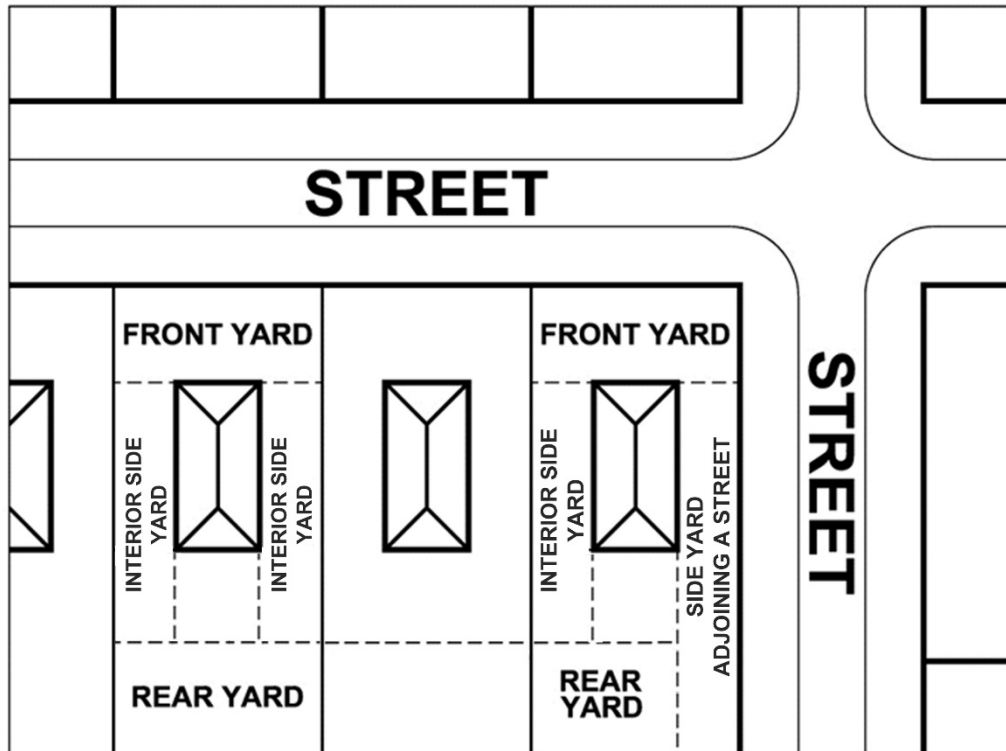 STREET
FRONT YARD
FRONT YARD
INTERIOR SIDE
YARD
INTERIOR SIDE
YARD
INTERIOR SIDE
YARD
SIDE YARD
ADJOINING A STREET
STREET
REAR YARD
REAR
YARD